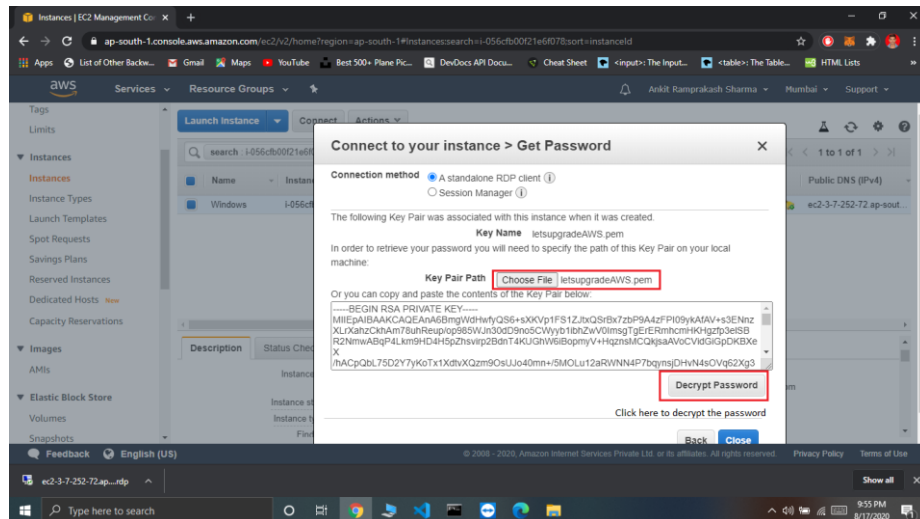 Instances | EC2 Management Co
ap-south-1.console.aws.amazon.com/ec2/v2/home?region=ap-south-1#Instances:search=i-056cfb00f21e6f078;sort=instanceId
Apps List of Other Backw... Gmail Maps YouTube Best 500+ Plane Pic... DevDocs API Docu... Cheat Sheet <input>: The Input... <table>: The Table... HTML Lists »
aws Services Resource Groups Ankit Ramprakash Sharma Mumbai Support
Tags
Limits
Instances
Instances
Instance Types
Launch Templates
Spot Requests
Savings Plans
Reserved Instances
Dedicated Hosts New
Capacity Reservations
Images
AMIs
Elastic Block Store
Volumes
Snapshots
Launch Instance Connect Actions
search : i-056cfb00f21e6f0
1 to 1 of 1
Name Instan Public DNS (IPv4)
Windows i-056cfb ec2-3-7-252-72.ap-sout...
Description Status Chec
Instance
Instance st
Instance ty
Find
Connect to your instance > Get Password
Connection method A standalone RDP client
Session Manager
The following Key Pair was associated with this instance when it was created.
Key Name letsupgradeAWS.pem
In order to retrieve your password you will need to specify the path of this Key Pair on your local
machine:
Key Pair Path Choose File letsupgradeAWS.pem
Or you can copy and paste the contents of the Key Pair below:
-----BEGIN RSA PRIVATE KEY-----
Decrypt Password
Click here to decrypt the password
Back Close
Feedback English (US) © 2008 - 2020, Amazon Internet Services Private Ltd. or its affiliates. All rights reserved. Privacy Policy Terms of Use
ec2-3-7-252-72.ap....rdp Show all
Type here to search 9:55 PM
8/17/2020